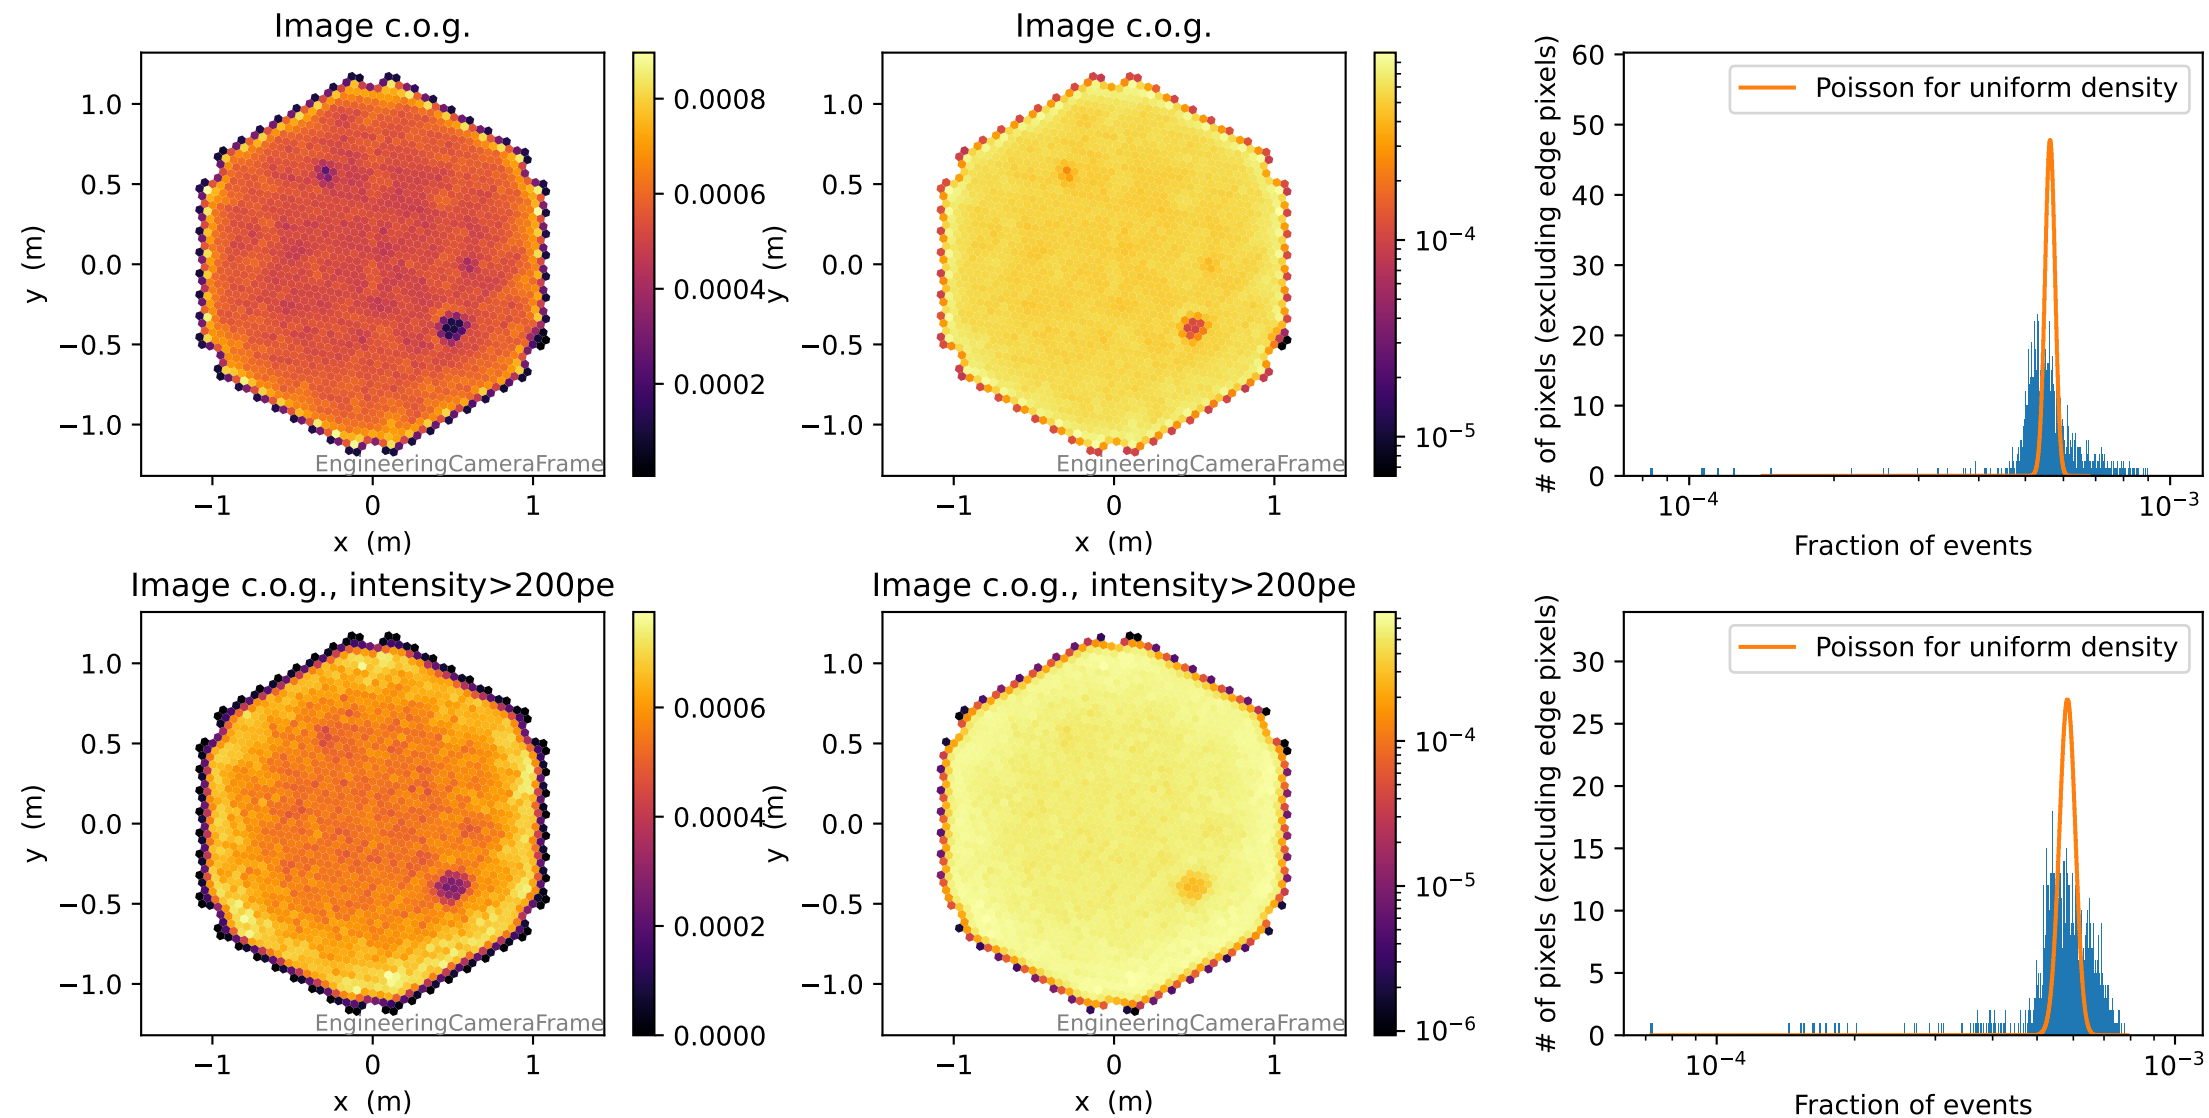 Image c.o.g.
y (m)
1.0
0.5
0.0
−0.5
−1.0
EngineeringCameraFrame
−1 0 1
x (m)
0.0008
0.0006
0.0004
0.0002
Image c.o.g.
y (m)
1.0
0.5
0.0
−0.5
−1.0
EngineeringCameraFrame
−1 0 1
x (m)
10⁻⁴
10⁻⁵
# of pixels (excluding edge pixels)
60
50
40
30
20
10
0
Poisson for uniform density
10⁻⁴ 10⁻³
Fraction of events
Image c.o.g., intensity>200pe
y (m)
1.0
0.5
0.0
−0.5
−1.0
EngineeringCameraFrame
−1 0 1
x (m)
0.0006
0.0004
0.0002
0.0000
Image c.o.g., intensity>200pe
y (m)
1.0
0.5
0.0
−0.5
−1.0
EngineeringCameraFrame
−1 0 1
x (m)
10⁻⁴
10⁻⁵
10⁻⁶
# of pixels (excluding edge pixels)
30
25
20
15
10
5
0
Poisson for uniform density
10⁻⁴ 10⁻³
Fraction of events